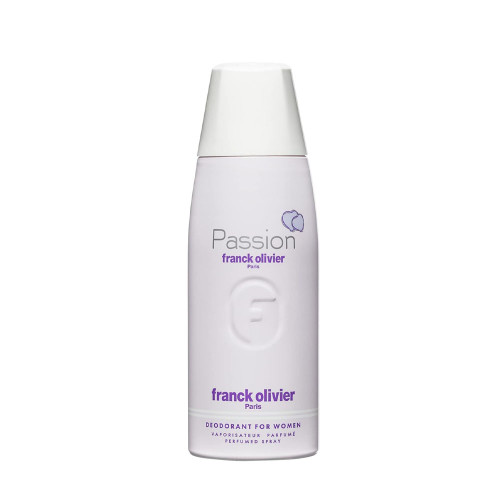 Passion
franck olivier
Paris
F
franck olivier
Paris
DEODORANT FOR WOMEN
VAPORISATEUR PARFUMÉ
PERFUMED SPRAY